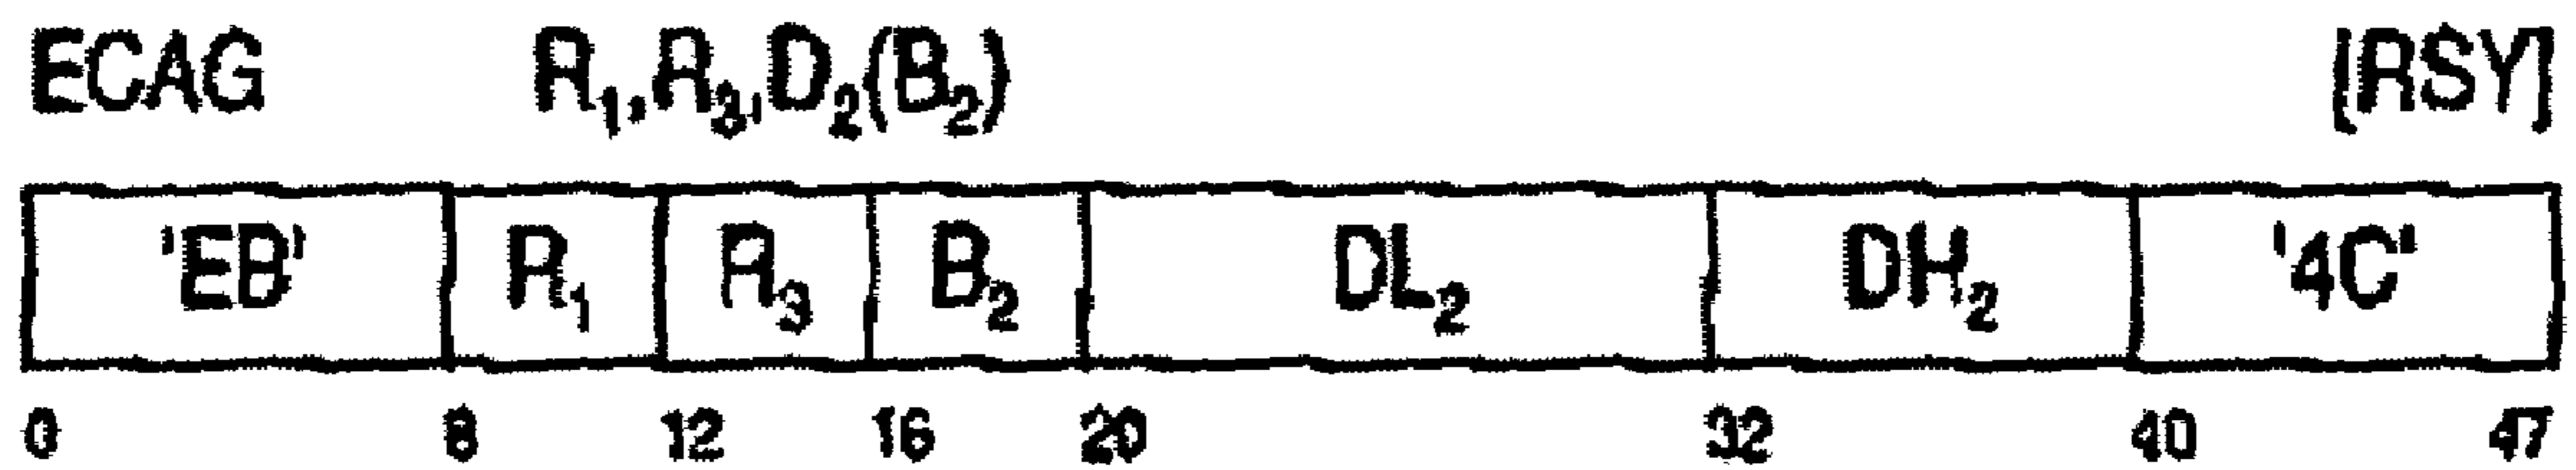 ECAG R₁,R₃,D₂(B₂) [RSY]
'EB' R₁ R₃ B₂ DL₂ DH₂ '4C'
0 8 12 16 20 32 40 47